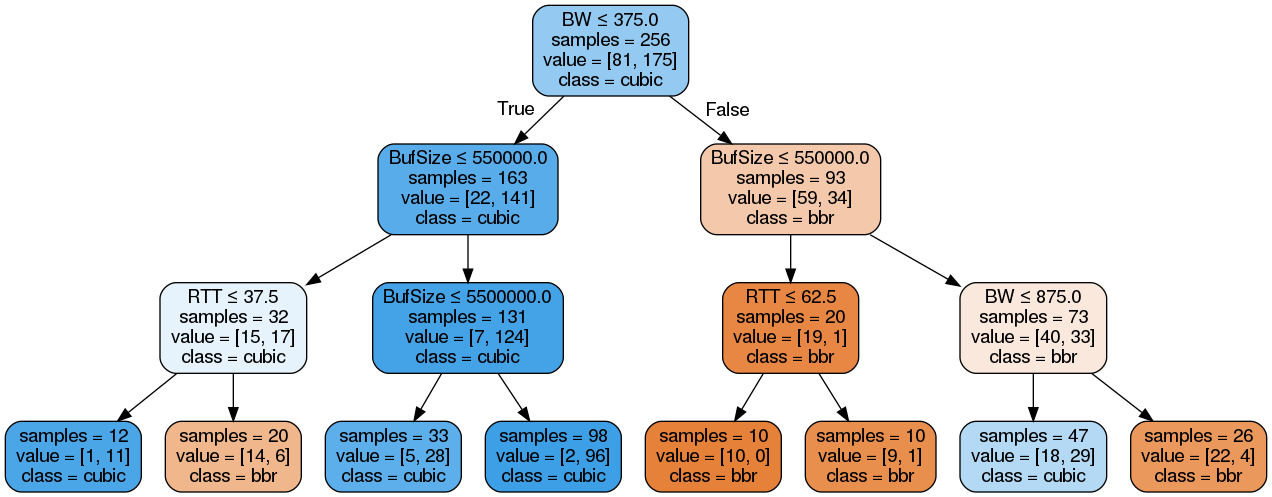 BW ≤ 375.0
samples = 256
value = [81, 175]
class = cubic
True
False
BufSize ≤ 550000.0
samples = 163
value = [22, 141]
class = cubic
BufSize ≤ 550000.0
samples = 93
value = [59, 34]
class = bbr
RTT ≤ 37.5
samples = 32
value = [15, 17]
class = cubic
BufSize ≤ 5500000.0
samples = 131
value = [7, 124]
class = cubic
RTT ≤ 62.5
samples = 20
value = [19, 1]
class = bbr
BW ≤ 875.0
samples = 73
value = [40, 33]
class = bbr
samples = 12
value = [1, 11]
class = cubic
samples = 20
value = [14, 6]
class = bbr
samples = 33
value = [5, 28]
class = cubic
samples = 98
value = [2, 96]
class = cubic
samples = 10
value = [10, 0]
class = bbr
samples = 10
value = [9, 1]
class = bbr
samples = 47
value = [18, 29]
class = cubic
samples = 26
value = [22, 4]
class = bbr